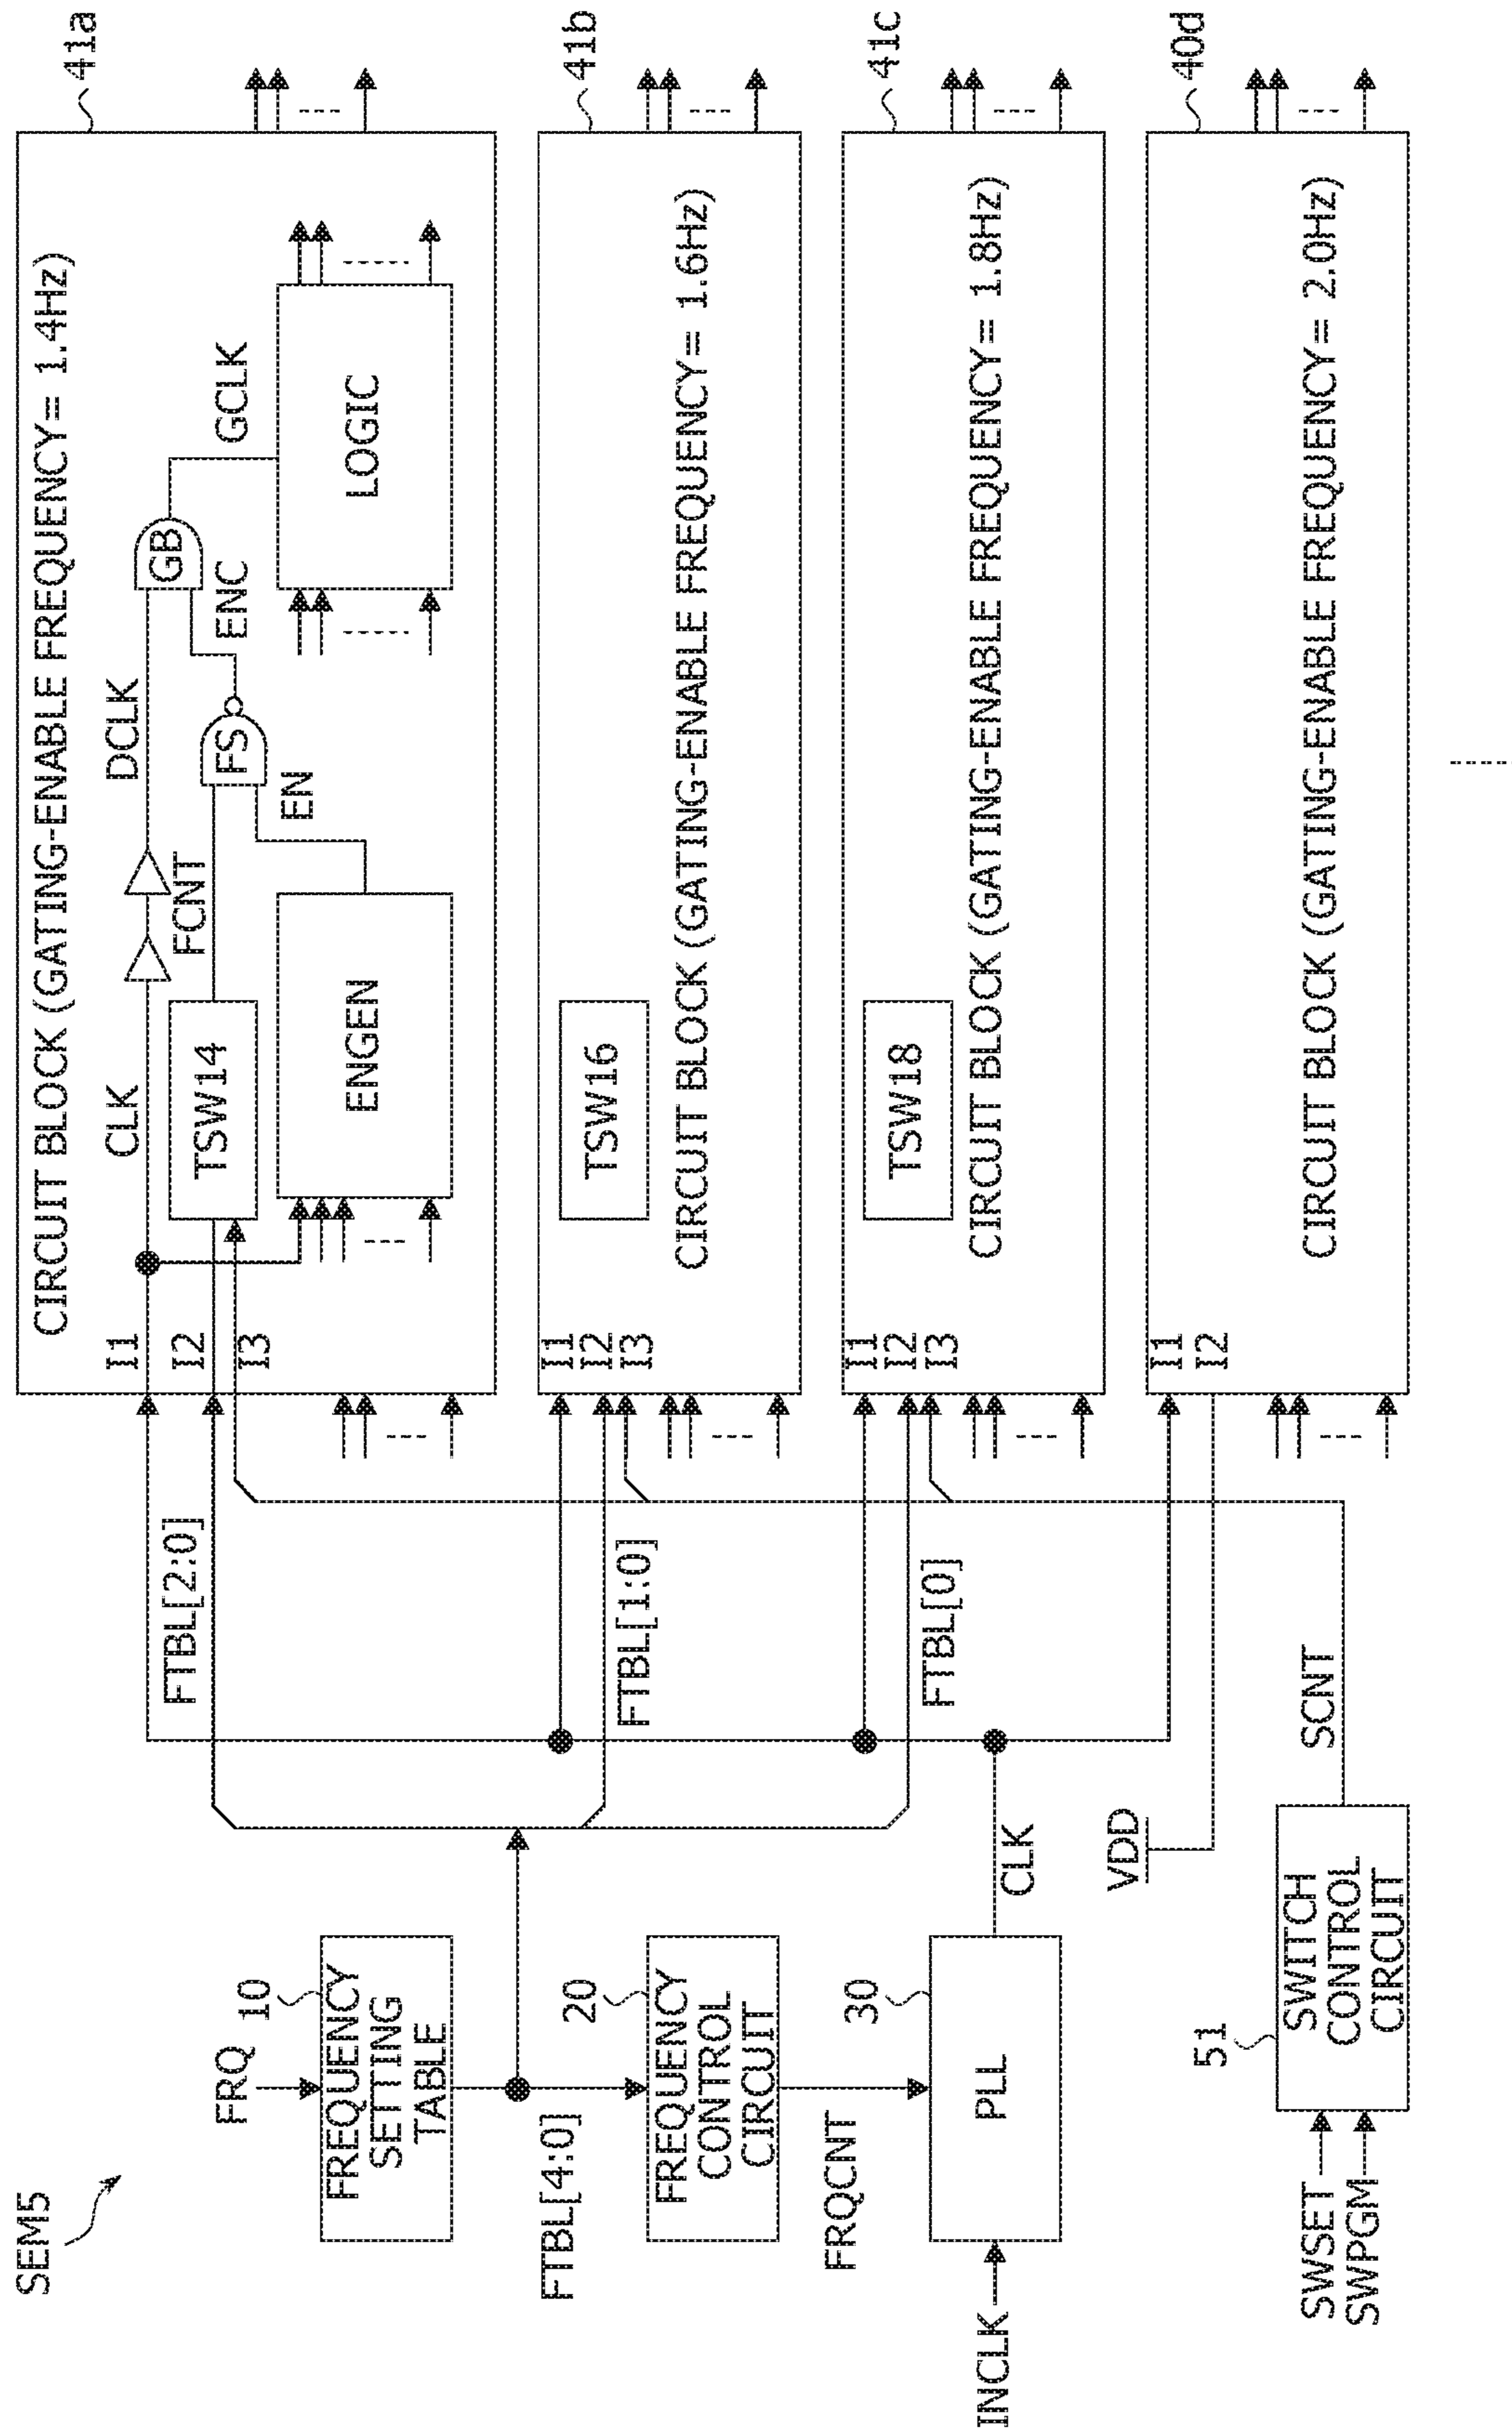 SEM5
FRQ
10
FREQUENCY
SETTING
TABLE
FTBL[4:0]
20
FREQUENCY
CONTROL
CIRCUIT
FRQCNT
30
PLL
INCLK
CLK
VDD
51
SWITCH
CONTROL
CIRCUIT
SWSET
SWPGM
SCNT
FTBL[2:0]
FTBL[1:0]
FTBL[0]
41a
CIRCUIT BLOCK (GATING-ENABLE FREQUENCY= 1.4Hz)
I1
I2
I3
CLK
DCLK
TSW14
FCNT
FS
GB
ENC
GCLK
EN
ENGEN
LOGIC
41b
I1
I2
I3
TSW16
CIRCUIT BLOCK (GATING-ENABLE FREQUENCY= 1.6Hz)
41c
I1
I2
I3
TSW18
CIRCUIT BLOCK (GATING-ENABLE FREQUENCY= 1.8Hz)
40d
I1
I2
CIRCUIT BLOCK (GATING-ENABLE FREQUENCY= 2.0Hz)